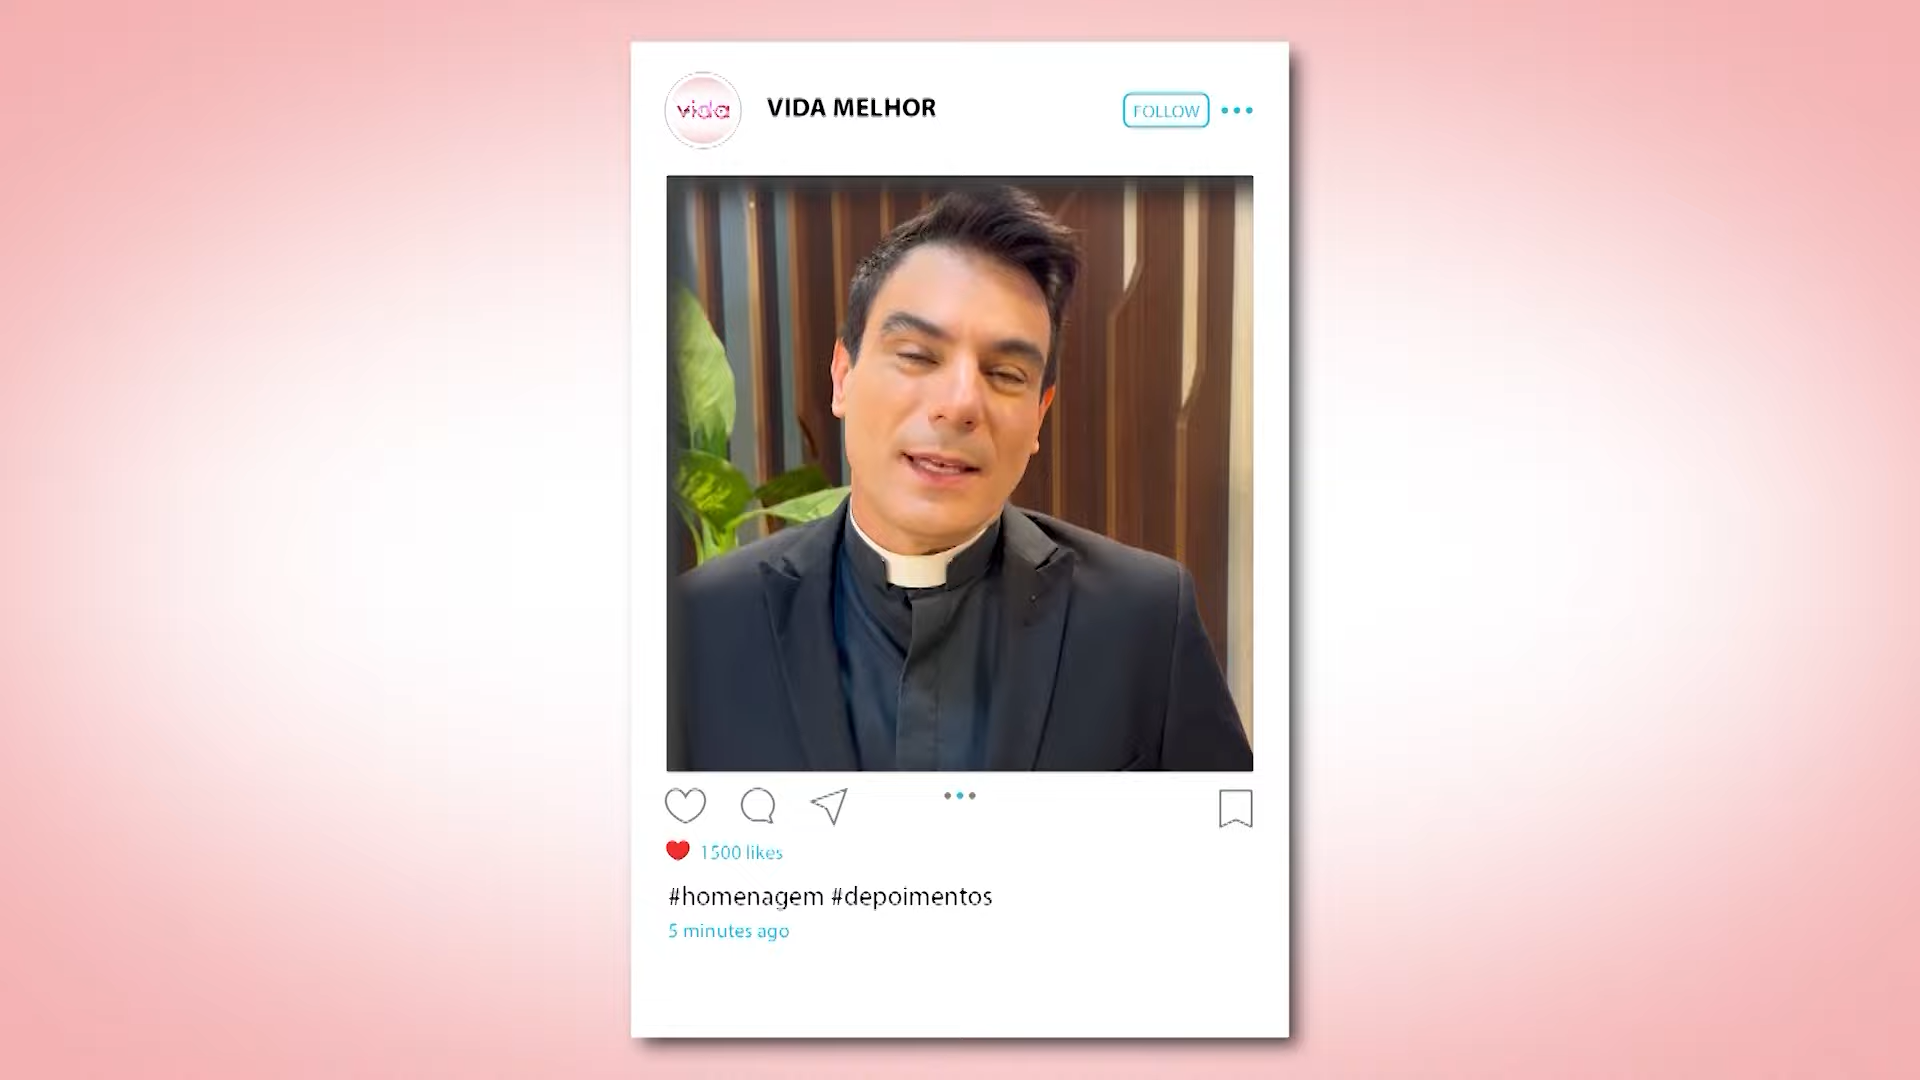 vida
VIDA MELHOR
FOLLOW
1500 likes
#homenagem #depoimentos
5 minutes ago